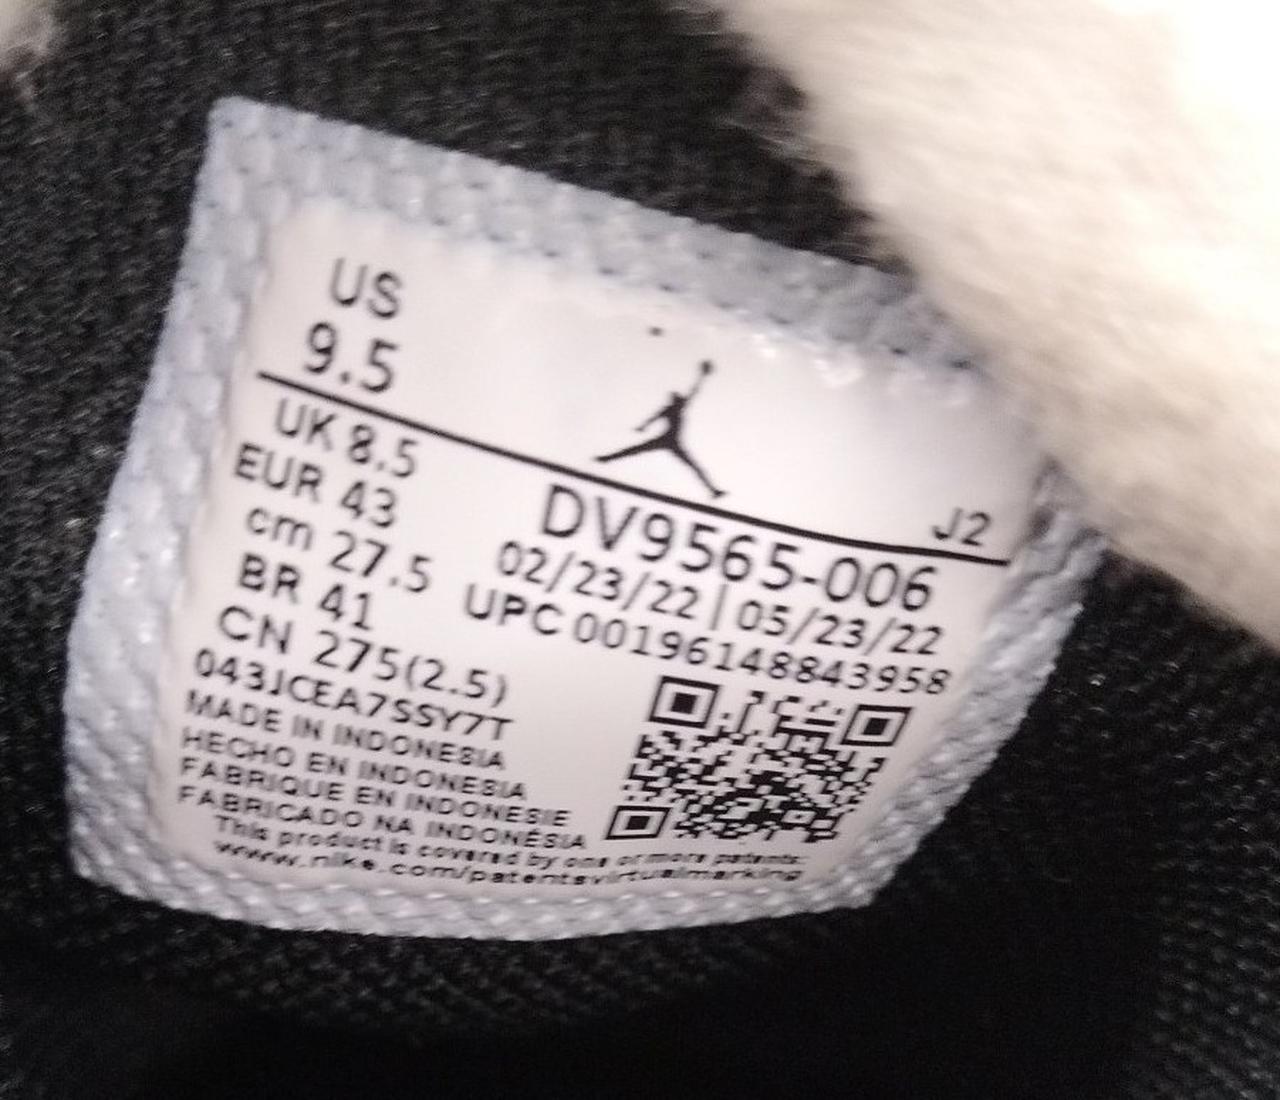 US
9.5
J2
UK 8.5
EUR 43
cm 27.5
BR 41
CN 275(2.5)
DV9565-006
02/23/22|05/23/22
UPC 00196148843958
043JCEA7SSY7T
MADE IN INDONESIA
HECHO EN INDONESIA
FABRIQUE EN INDONESIE
FABRICADO NA INDONÉSIA
This product is covered by one or more patents:
www.nike.com/patentsvirtualmarking